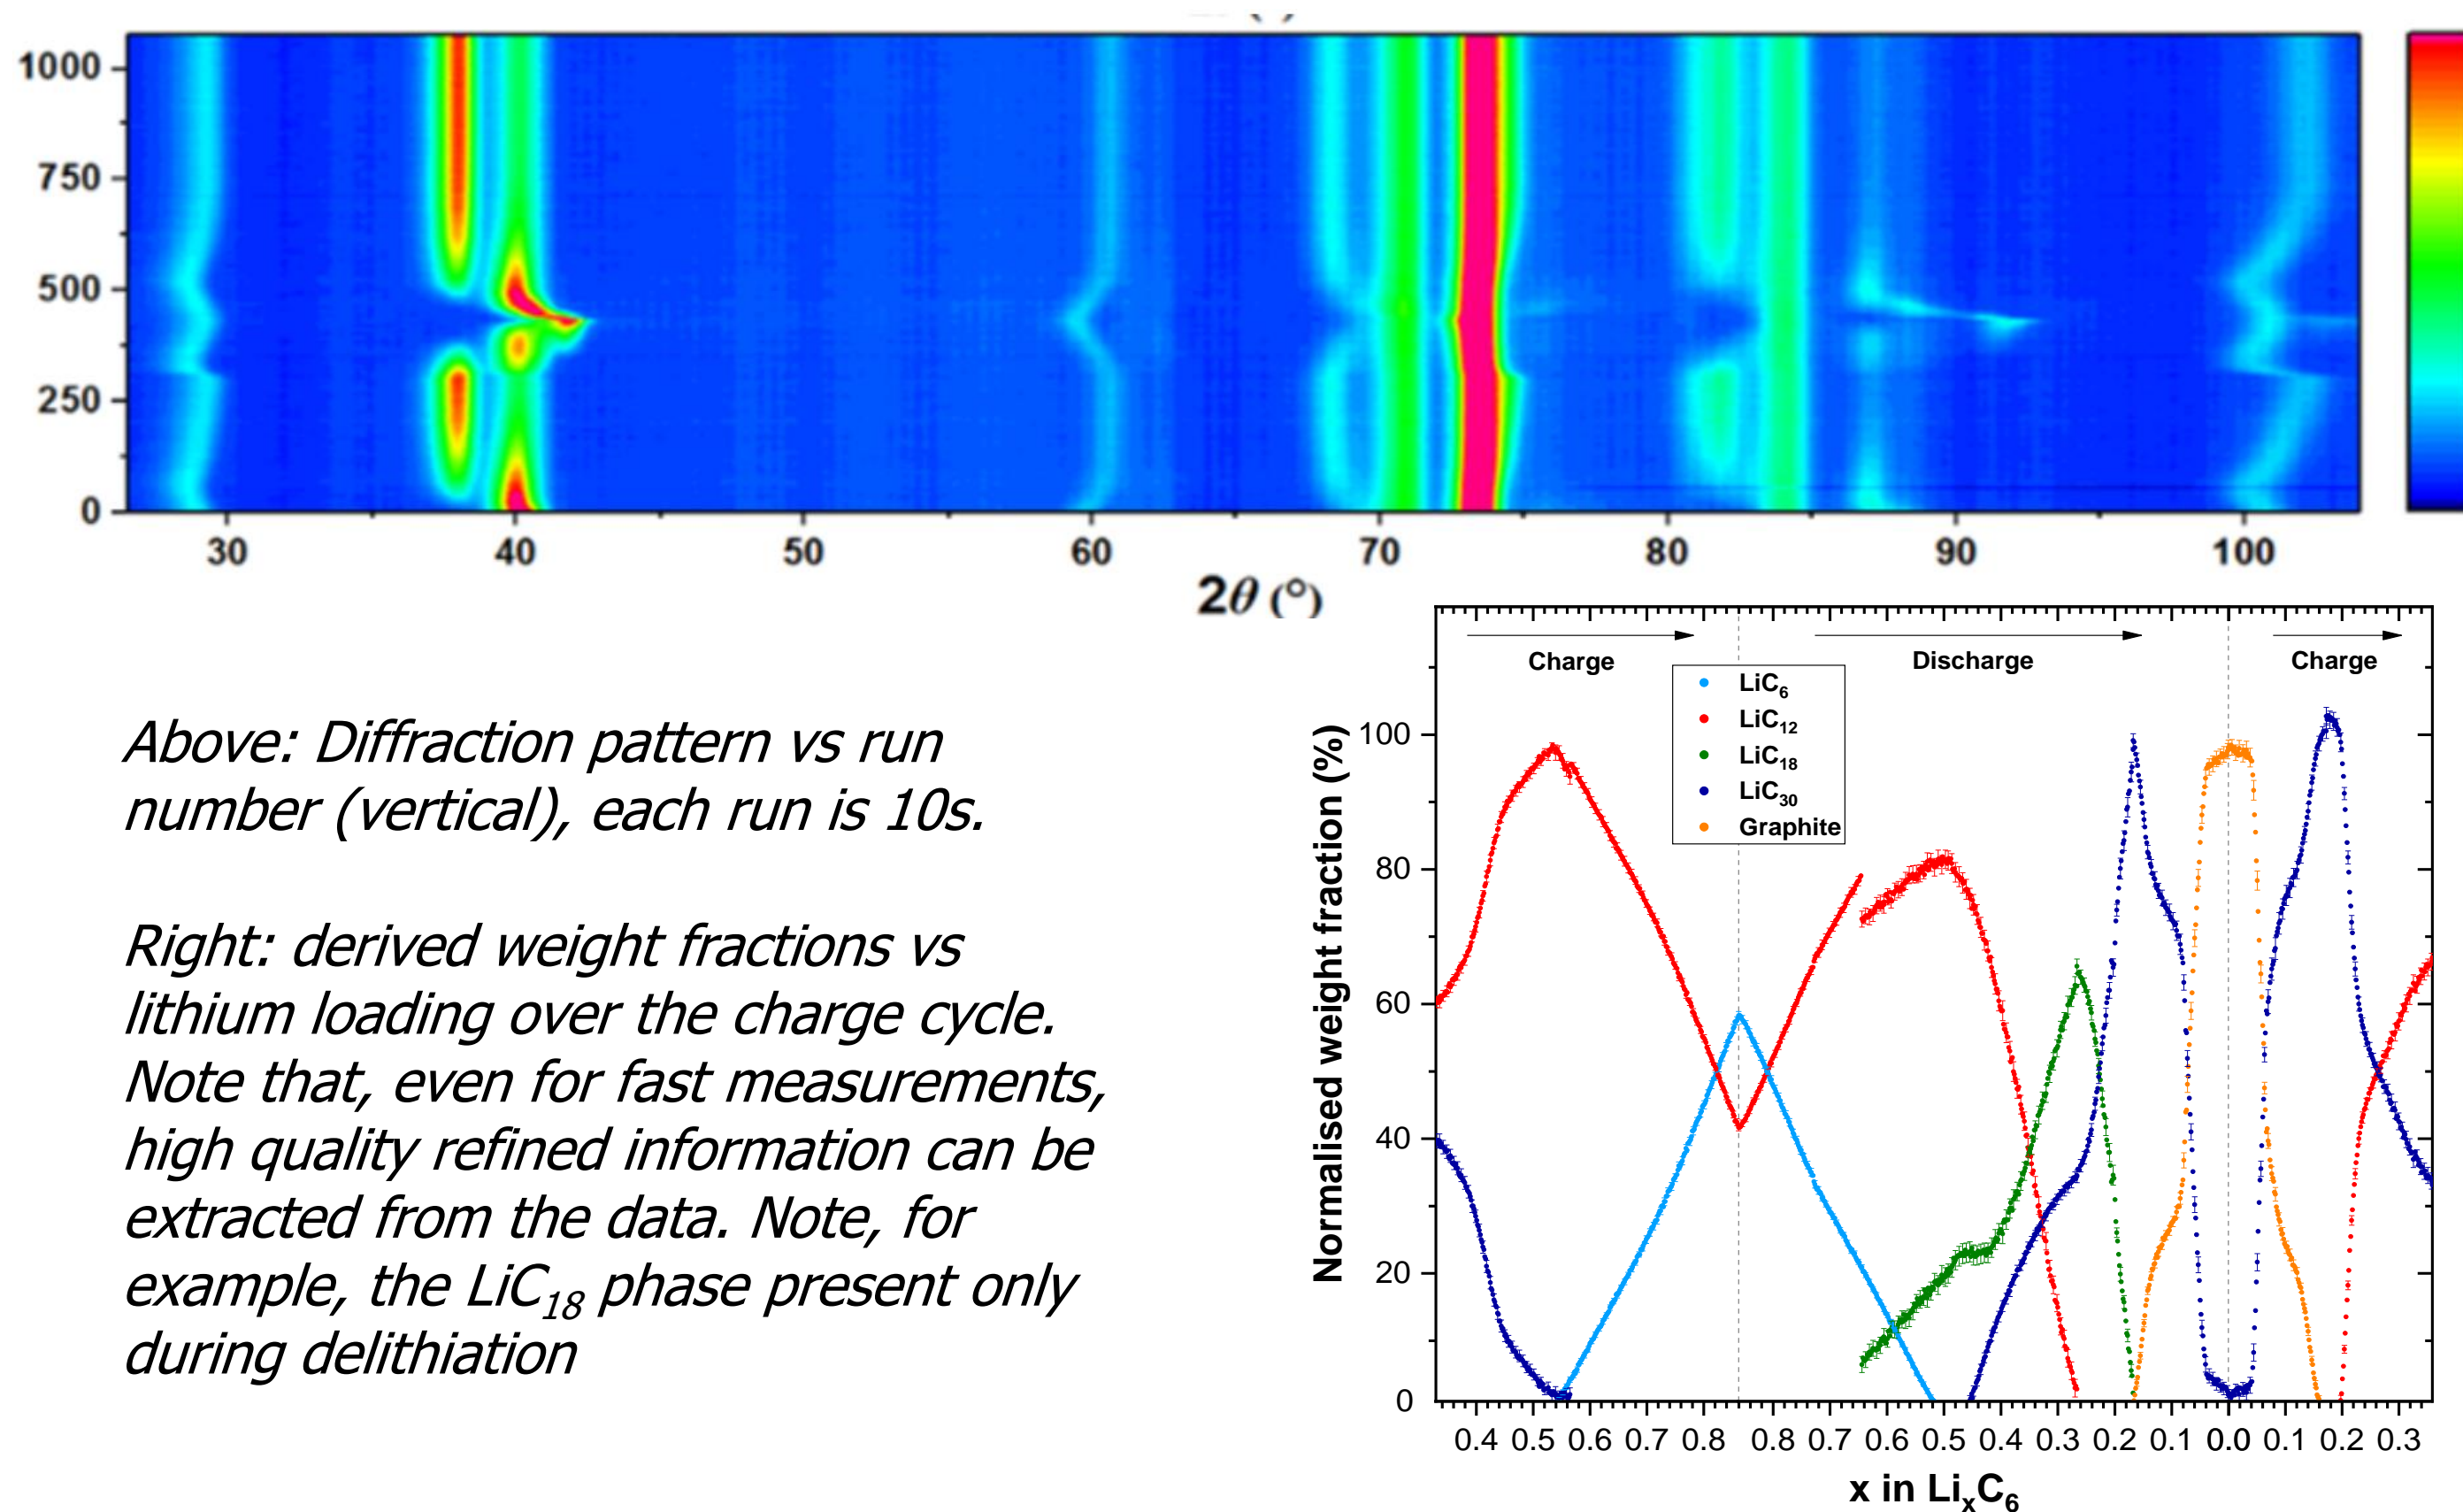 1000
750
500
250
0
30 40 50 60 70 80 90 100
2θ (°)
Above: Diffraction pattern vs run
number (vertical), each run is 10s.
Right: derived weight fractions vs
lithium loading over the charge cycle.
Note that, even for fast measurements,
high quality refined information can be
extracted from the data. Note, for
example, the LiC18 phase present only
during delithiation
Charge Discharge Charge
LiC6
LiC12
LiC18
LiC30
Graphite
Normalised weight fraction (%)
100
80
60
40
20
0
0.4 0.5 0.6 0.7 0.8 0.8 0.7 0.6 0.5 0.4 0.3 0.2 0.1 0.0 0.1 0.2 0.3
x in LixC6